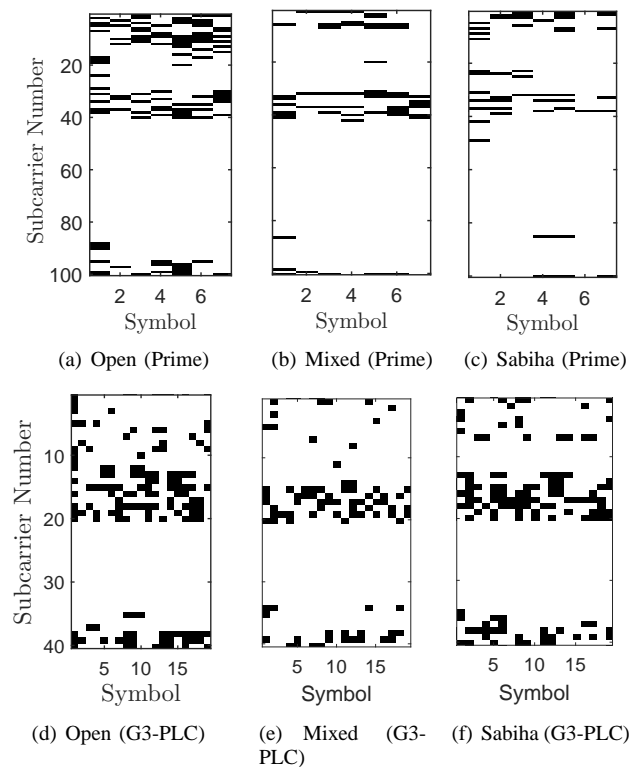 Subcarrier Number
20
40
60
80
100
2 4 6
Symbol
2 4 6
Symbol
2 4 6
Symbol
(a) Open (Prime)
(b) Mixed (Prime)
(c) Sabiha (Prime)
Subcarrier Number
10
20
30
40
5 10 15
Symbol
5 10 15
Symbol
5 10 15
Symbol
(d) Open (G3-PLC)
(e) Mixed (G3-
PLC)
(f) Sabiha (G3-PLC)